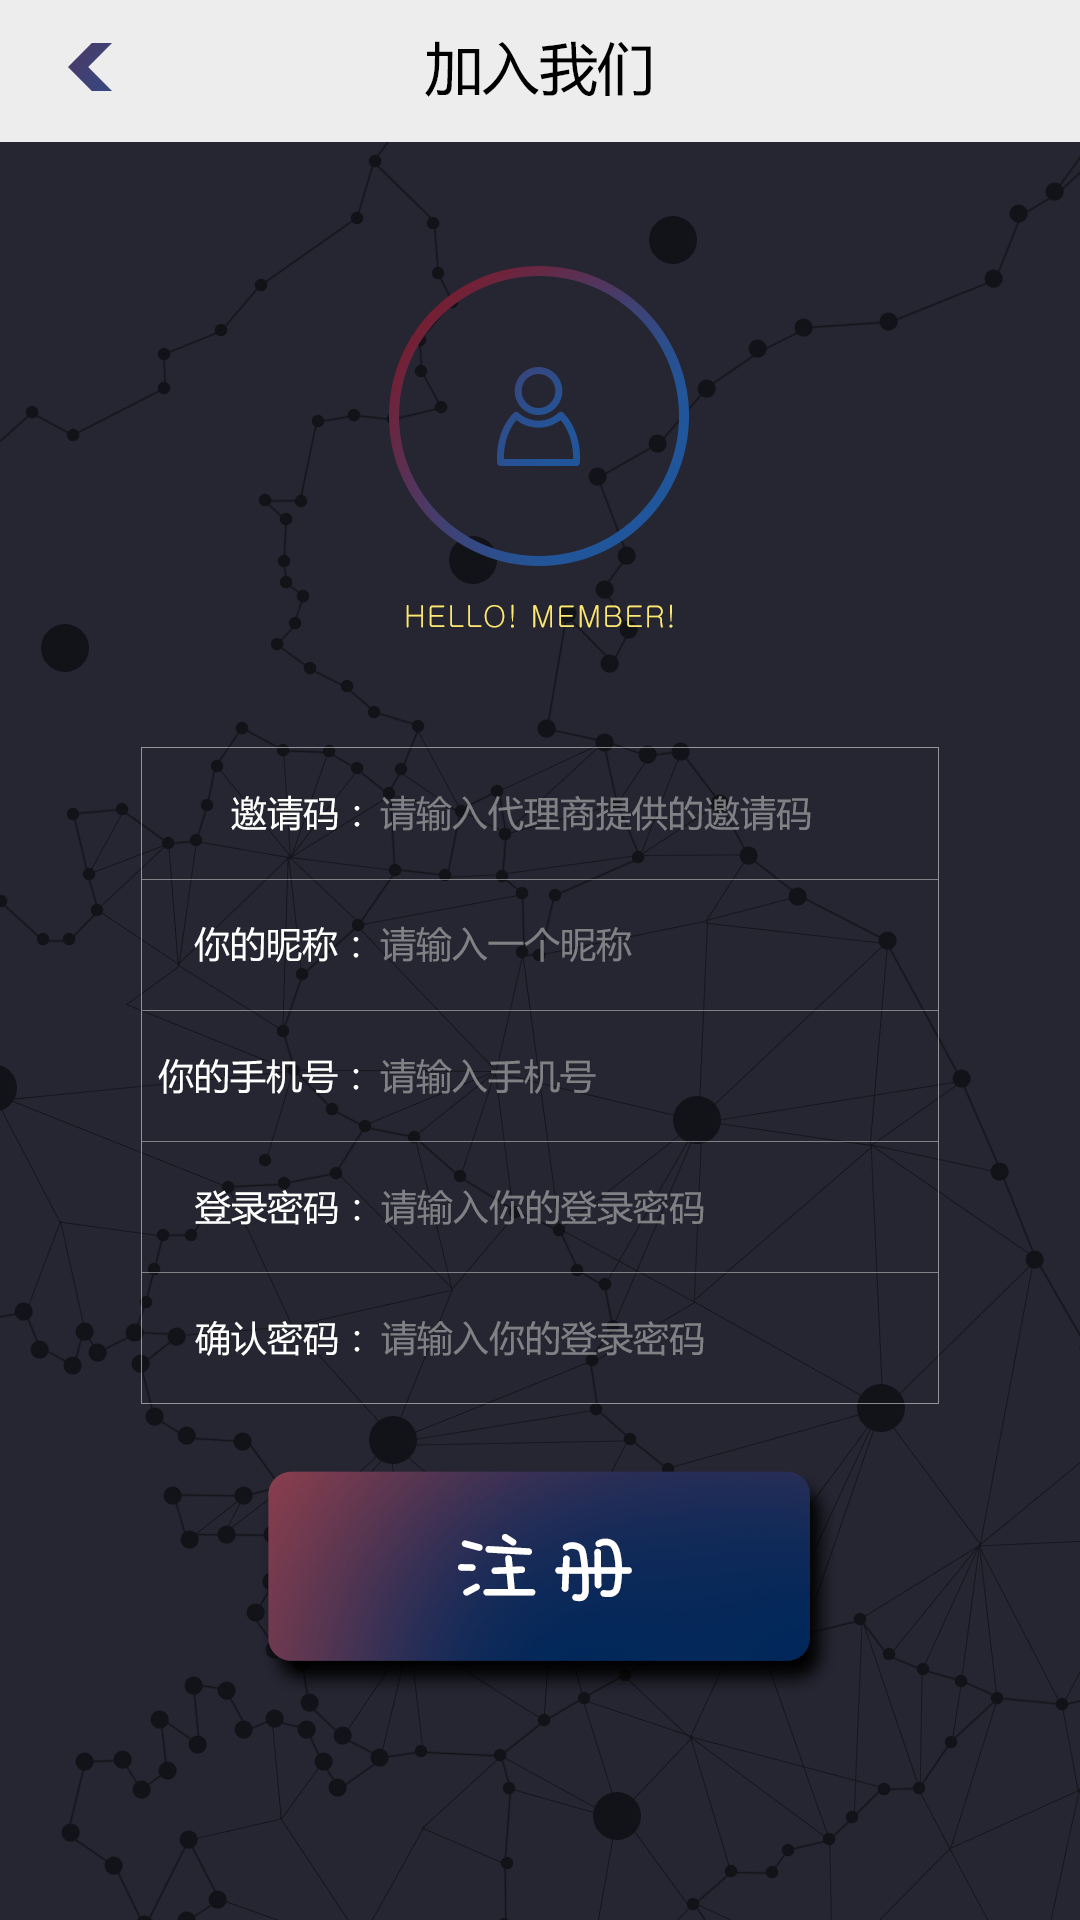 加入我们
HELLO! MEMBER!
邀请码：请输入代理商提供的邀请码
你的昵称：请输入一个昵称
你的手机号：请输入手机号
登录密码：请输入你的登录密码
确认密码：请输入你的登录密码
注册